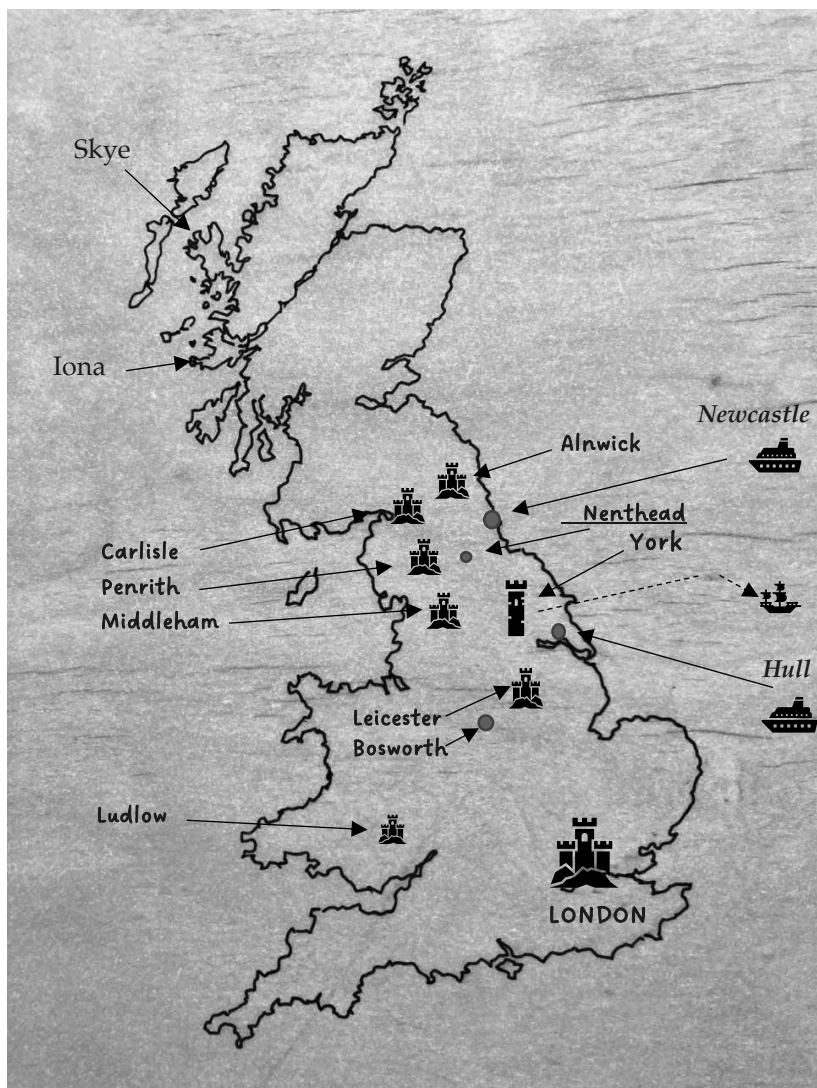 Skye
Iona
Newcastle
Alnwick
Nenthead
York
Carlisle
Penrith
Middleham
Hull
Leicester
Bosworth
Ludlow
LONDON